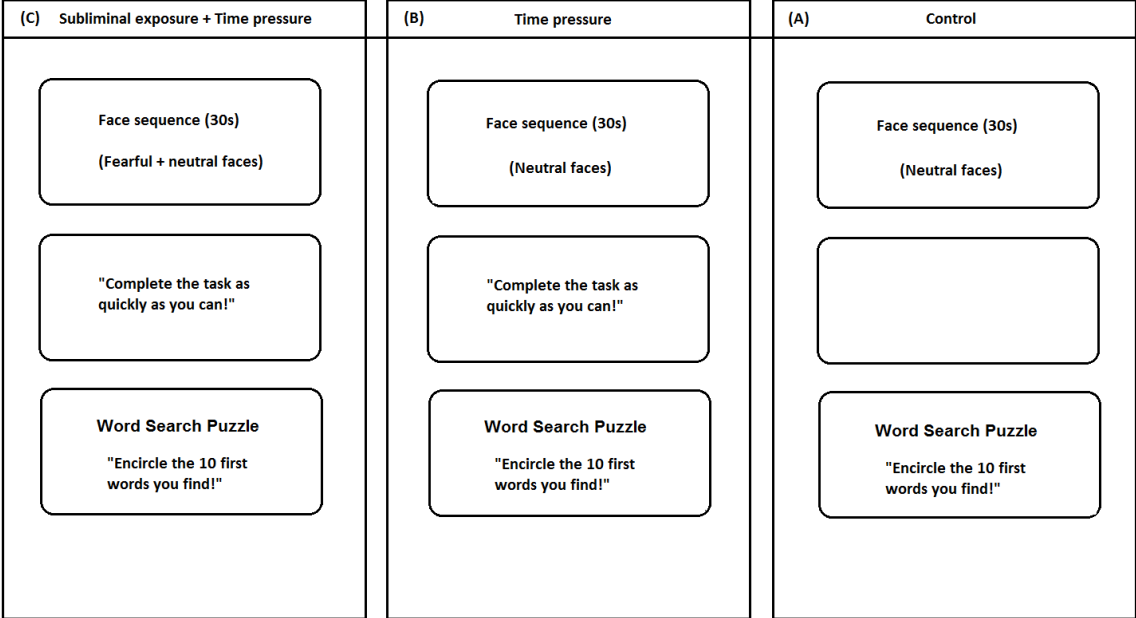 (C) Subliminal exposure + Time pressure
Face sequence (30s)
(Fearful + neutral faces)
"Complete the task as
quickly as you can!"
Word Search Puzzle
"Encircle the 10 first
words you find!"
(B) Time pressure
Face sequence (30s)
(Neutral faces)
"Complete the task as
quickly as you can!"
Word Search Puzzle
"Encircle the 10 first
words you find!"
(A) Control
Face sequence (30s)
(Neutral faces)
Word Search Puzzle
"Encircle the 10 first
words you find!"